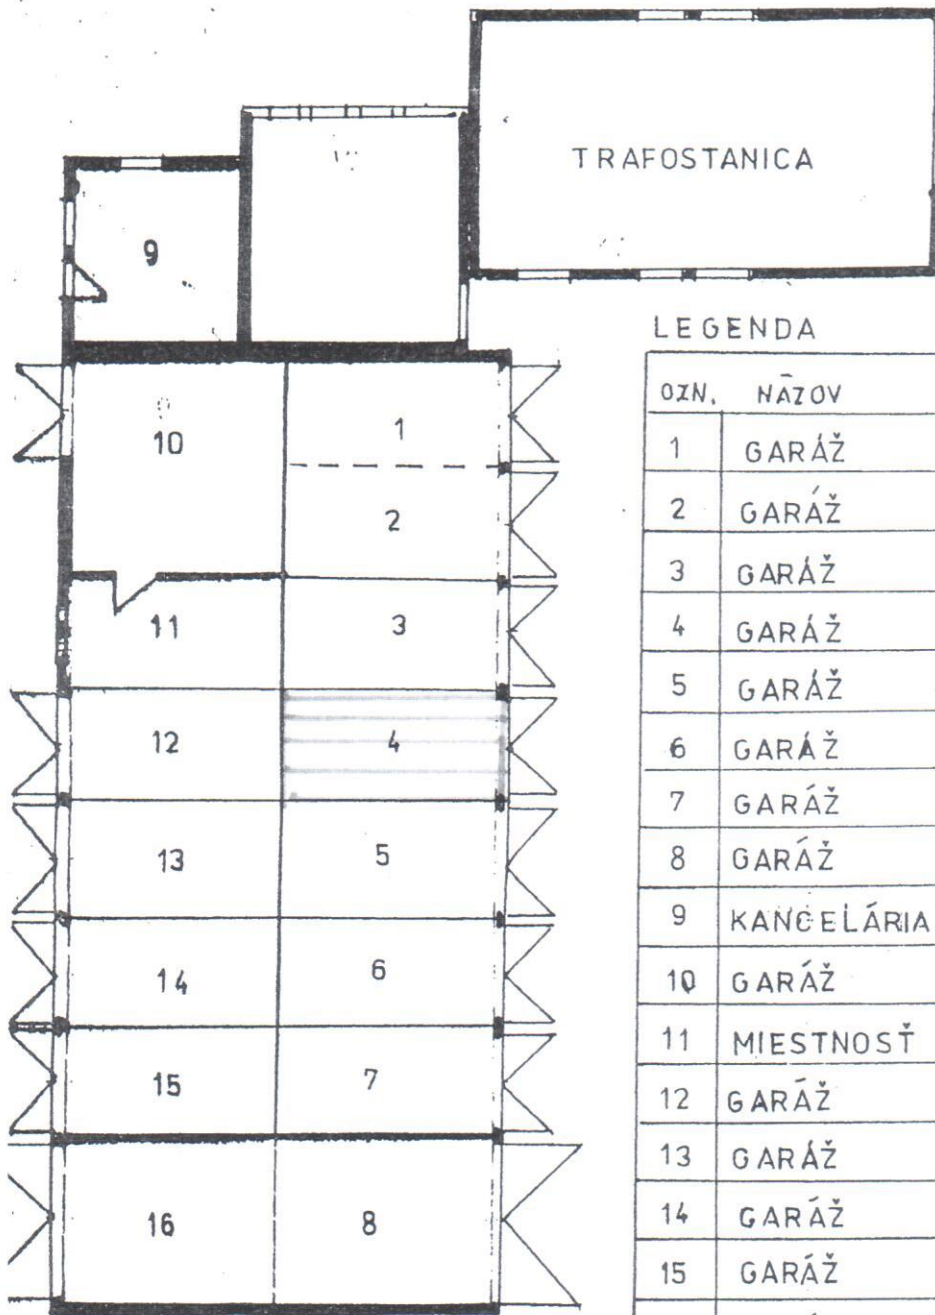 TRAFOSTANICA
9
10
1
2
11
3
12
4
13
5
14
6
15
7
16
8
LEGENDA
OZN. NÁZOV
1 GARÁŽ
2 GARÁŽ
3 GARÁŽ
4 GARÁŽ
5 GARÁŽ
6 GARÁŽ
7 GARÁŽ
8 GARÁŽ
9 KANCELÁRIA
10 GARÁŽ
11 MIESTNOSŤ
12 GARÁŽ
13 GARÁŽ
14 GARÁŽ
15 GARÁŽ